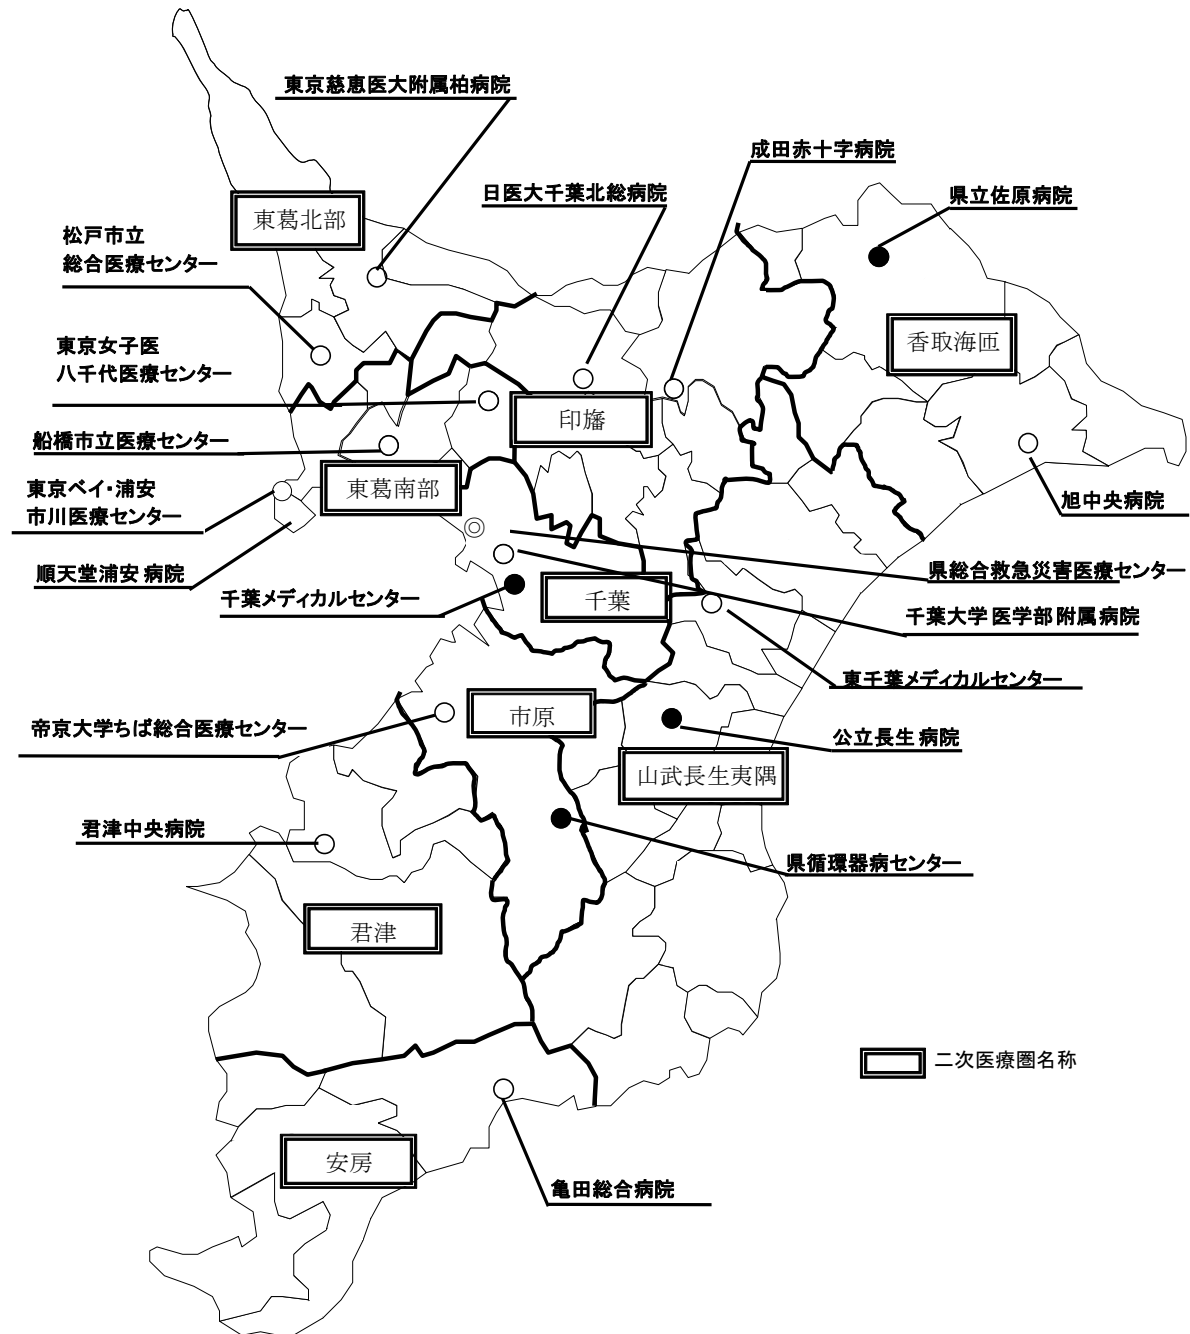 東京慈恵医大附属柏病院
成田赤十字病院
日医大千葉北総病院
県立佐原病院
東葛北部
松戸市立
総合医療センター
香取海匝
東京女子医
八千代医療センター
印旛
船橋市立医療センター
東葛南部
東京ベイ・浦安
市川医療センター
旭中央病院
順天堂浦安病院
県総合救急災害医療センター
千葉メディカルセンター
千葉
千葉大学医学部附属病院
東千葉メディカルセンター
市原
帝京大学ちば総合医療センター
公立長生病院
山武長生夷隅
君津中央病院
県循環器病センター
君津
二次医療圏名称
安房
亀田総合病院